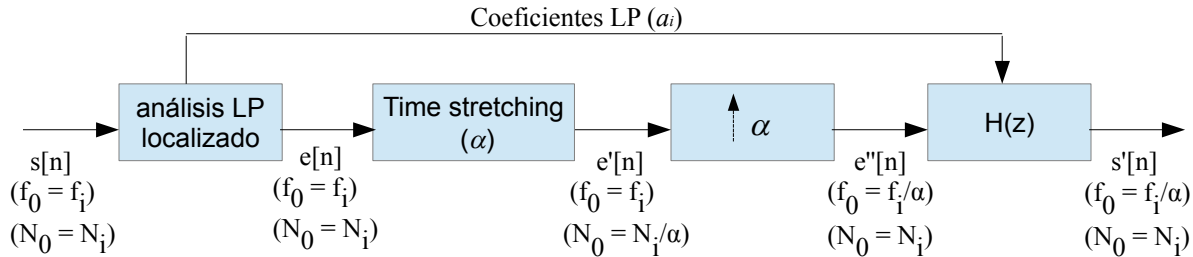 Coeficientes LP (aᵢ)
análisis LP
localizado
Time stretching
(α)
α
H(z)
s[n]
(f₀ = fᵢ)
(N₀ = Nᵢ)
e[n]
(f₀ = fᵢ)
(N₀ = Nᵢ)
e'[n]
(f₀ = fᵢ)
(N₀ = Nᵢ/α)
e''[n]
(f₀ = fᵢ/α)
(N₀ = Nᵢ)
s'[n]
(f₀ = fᵢ/α)
(N₀ = Nᵢ)